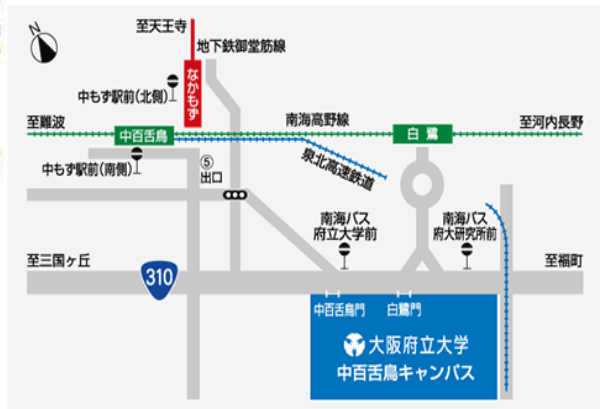 至天王寺
地下鉄御堂筋線
N
なかもず
中もず駅前(北側)
至難波
中百舌鳥
南海高野線
白鷺
至河内長野
中もず駅前(南側)
⑤
出口
泉北高速鉄道
南海バス
府立大学前
南海バス
府大研究所前
至三国ヶ丘
310
至福町
中百舌鳥門
白鷺門
大阪府立大学
中百舌鳥キャンパス